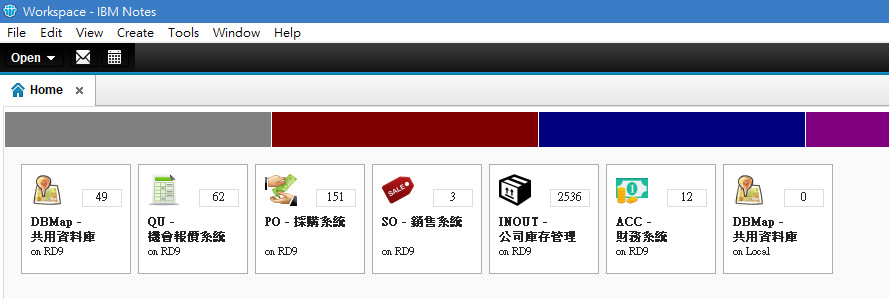 Workspace - IBM Notes
File Edit View Create Tools Window Help
Open
Home
49 62 151 SALE 3 2536 12 0
DBMap -
共用資料庫
on RD9
QU -
機會報價系統
on RD9
PO - 採購系統
on RD9
SO - 銷售系統
on RD9
INOUT -
公司庫存管理
on RD9
ACC -
財務系統
on RD9
DBMap -
共用資料庫
on Local